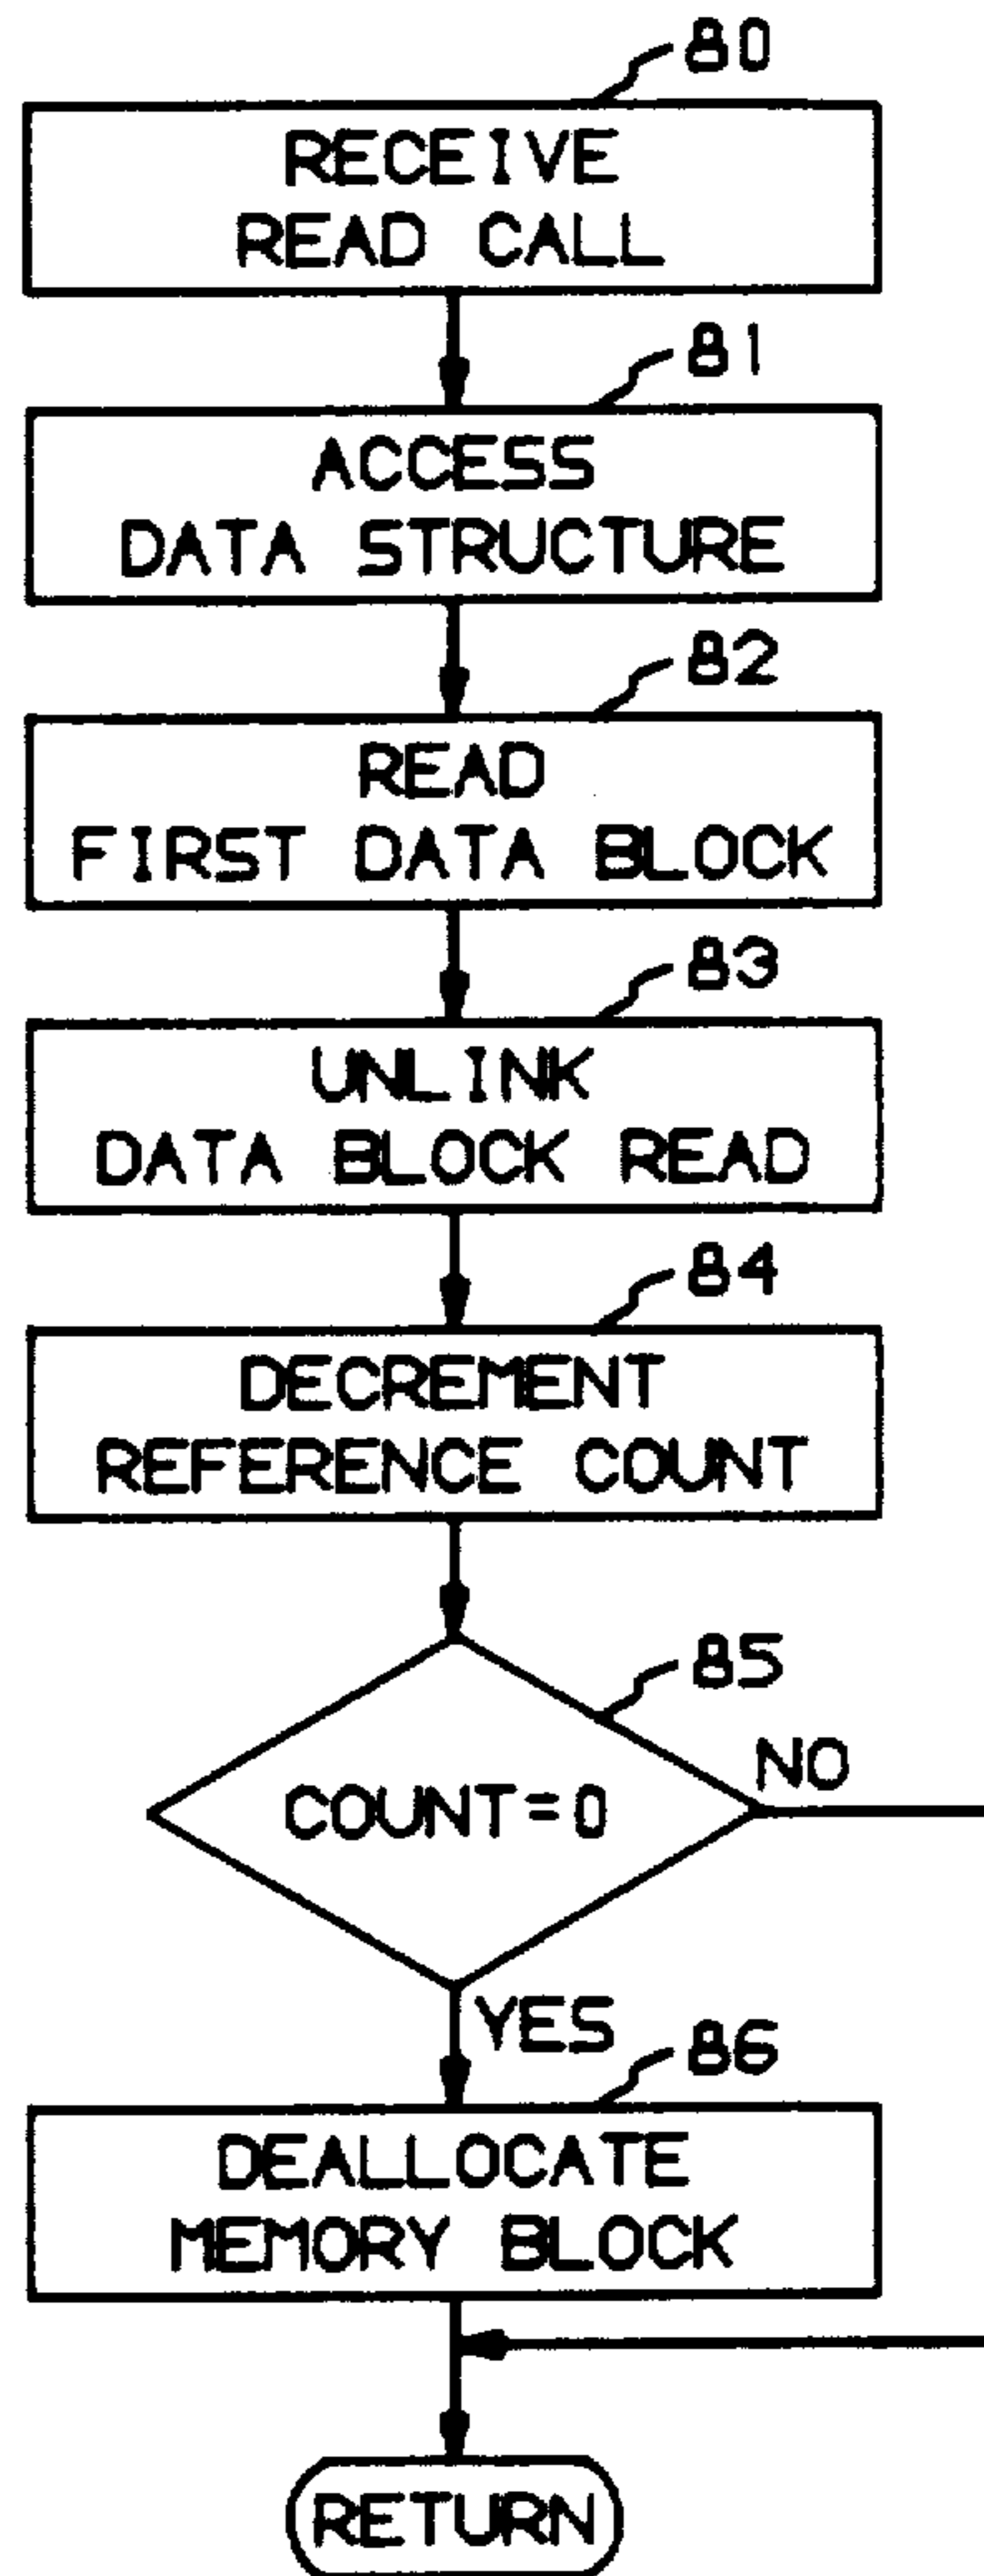 80
RECEIVE
READ CALL
81
ACCESS
DATA STRUCTURE
82
READ
FIRST DATA BLOCK
83
UNLINK
DATA BLOCK READ
84
DECREMENT
REFERENCE COUNT
85
NO
COUNT=0
YES
86
DEALLOCATE
MEMORY BLOCK
RETURN